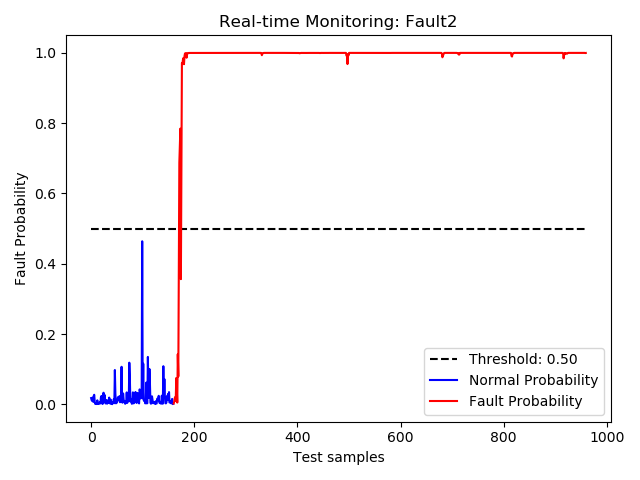 Real-time Monitoring: Fault2
1.0
0.8
0.6
0.4
0.2
0.0
Fault Probability
Threshold: 0.50
Normal Probability
Fault Probability
0
200
400
600
800
1000
Test samples